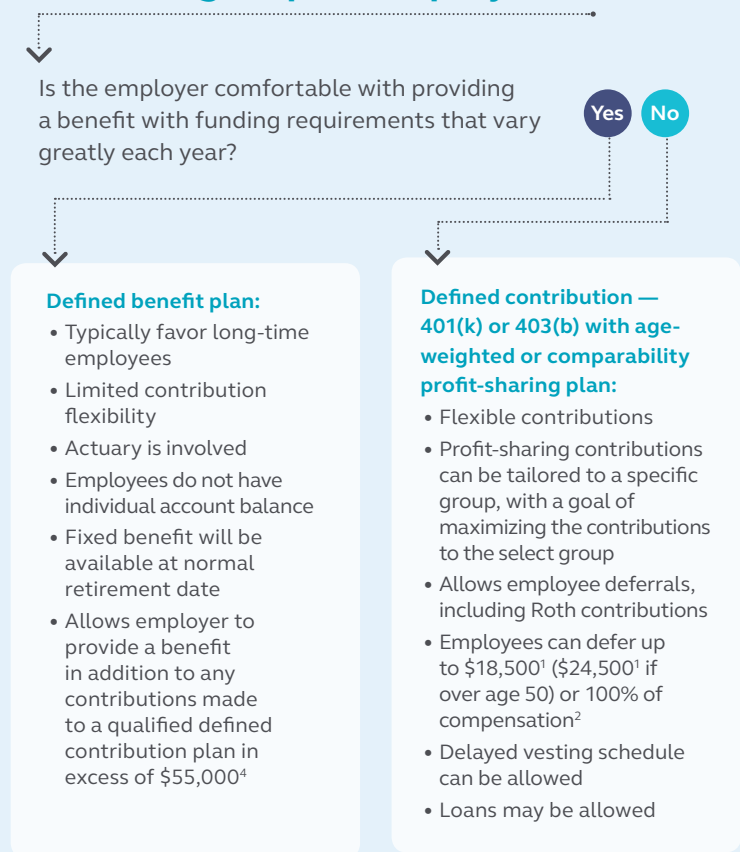 Is the employer comfortable with providing
a benefit with funding requirements that vary
greatly each year?
Yes
No
Defined benefit plan:
• Typically favor long-time
employees
• Limited contribution
flexibility
• Actuary is involved
• Employees do not have
individual account balance
• Fixed benefit will be
available at normal
retirement date
• Allows employer to
provide a benefit
in addition to any
contributions made
to a qualified defined
contribution plan in
excess of $55,000⁴
Defined contribution —
401(k) or 403(b) with age-
weighted or comparability
profit-sharing plan:
• Flexible contributions
• Profit-sharing contributions
can be tailored to a specific
group, with a goal of
maximizing the contributions
to the select group
• Allows employee deferrals,
including Roth contributions
• Employees can defer up
to $18,500¹ ($24,500¹ if
over age 50) or 100% of
compensation²
• Delayed vesting schedule
can be allowed
• Loans may be allowed